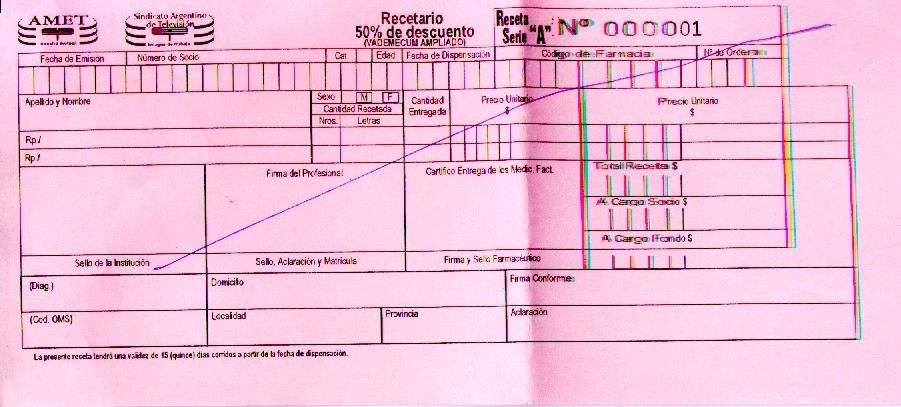 AMET
Sindicato Argentino
de Televisión
Recetario
50% de descuento
(VADEMECUM AMPLIADO)
Receta
Serie "A"
Nº 000001
Fecha de Emisión
Número de Socio
Cat
Edad
Fecha de Dispensación
Código de Farmacia
Nº de Orden
Apellido y Nombre
Sexo M F
Cantidad Recetada
Nros. Letras
Cantidad
Entregada
Precio Unitario
$
Precio Unitario
$
Rp./
Rp./
Total Receta $
A Cargo Socio $
A Cargo Fondo $
Firma del Profesional
Certifico Entrega de los Medic. Fact.
Sello de la Institución
Sello, Aclaración y Matrícula
Firma y Sello Farmacéutico
(Diag.)
Domicilio
Firma Conforme
(Cod. OMS)
Localidad
Provincia
Aclaración
La presente receta tendrá una validez de 15 (quince) días corridos a partir de la fecha de dispensación.